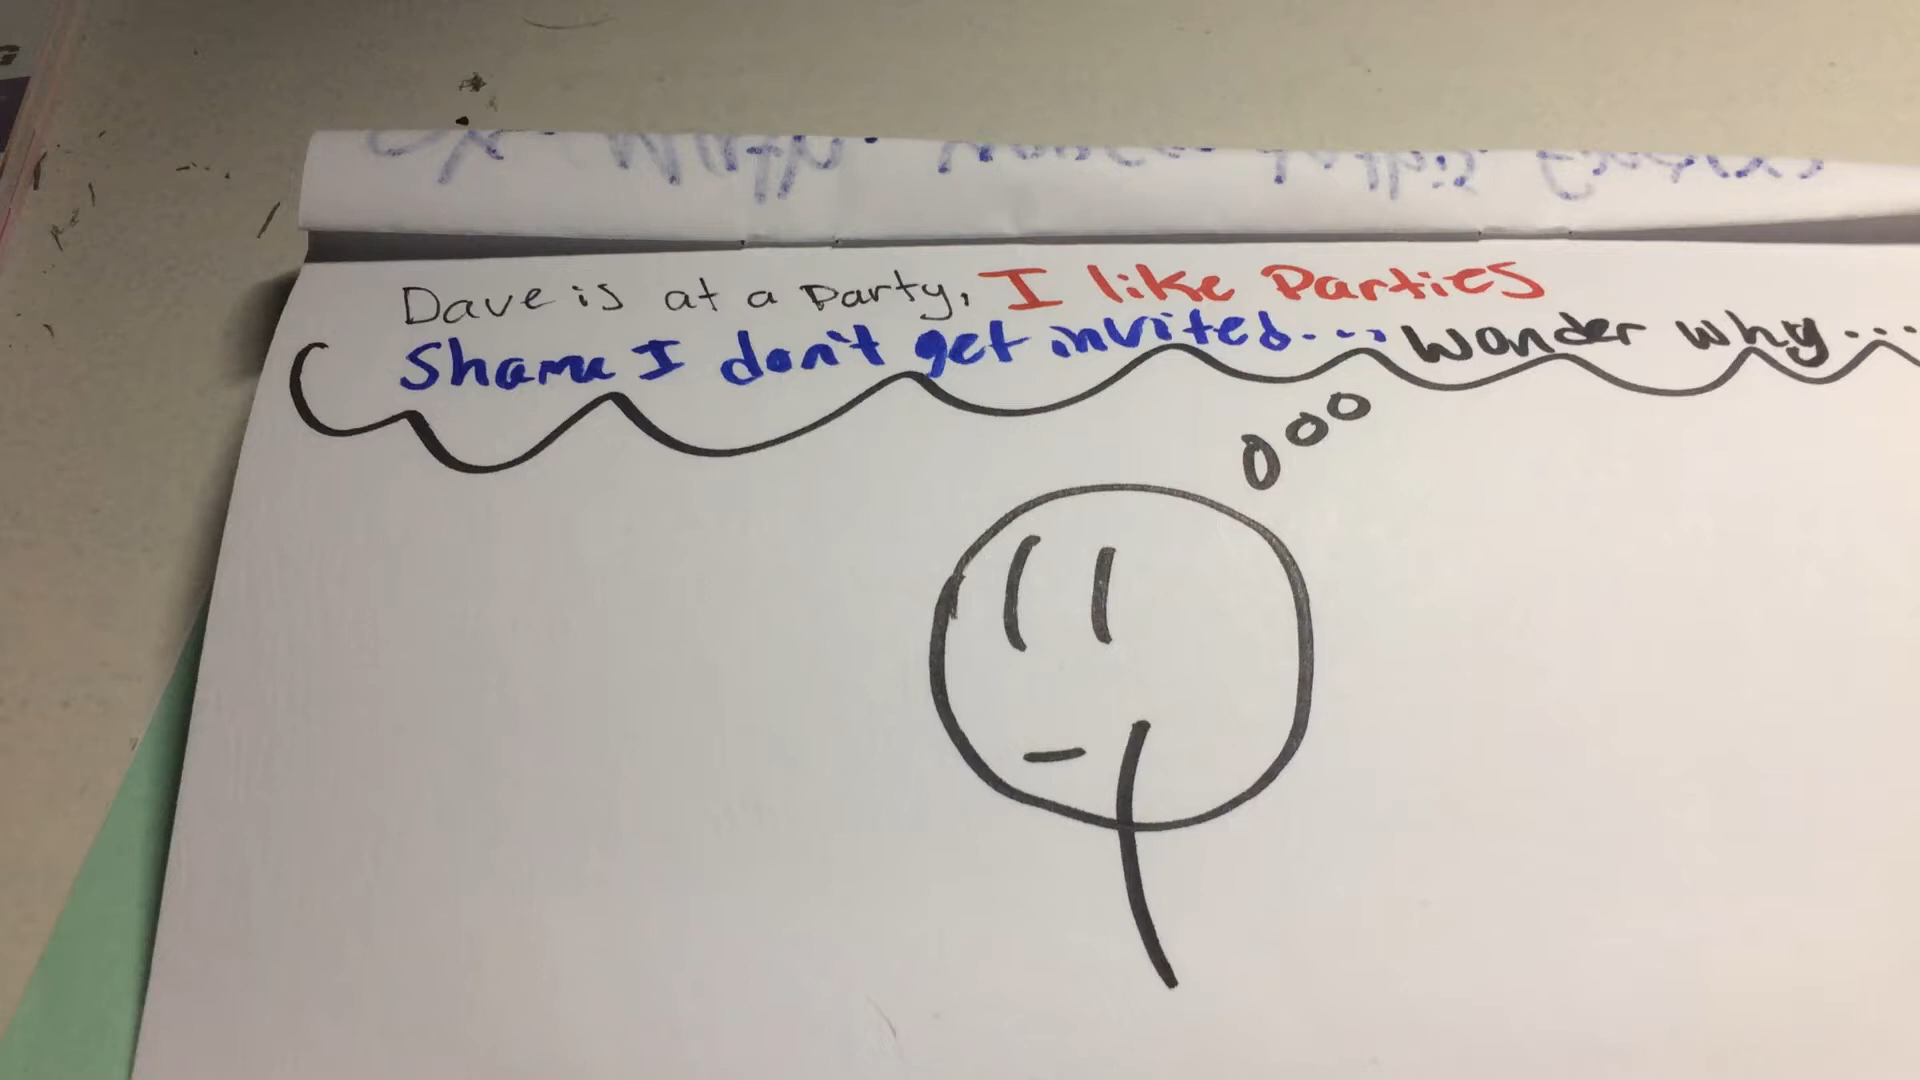 Dave is at a party, I like Parties
Shame I don't get invited... Wonder why...